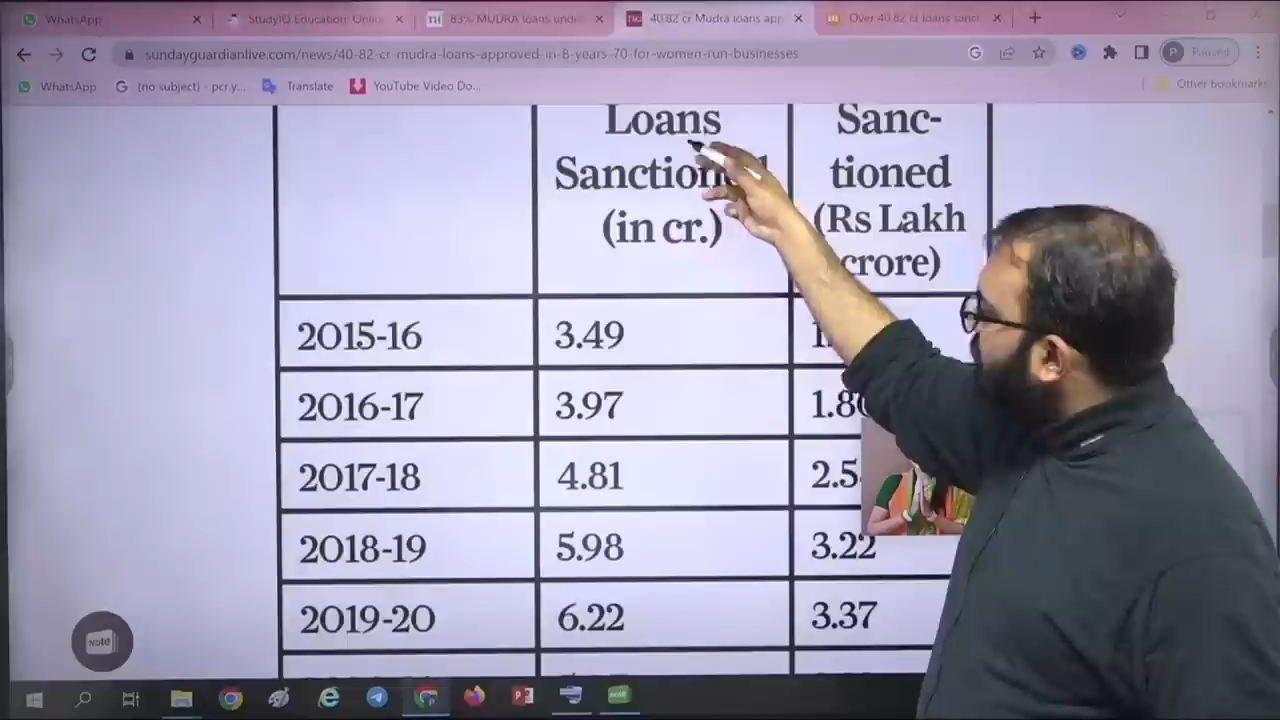 WhatsApp
StudyIQ Education: Onlin
83% MUDRA loans unde
40.82 cr Mudra loans app
Over 40.82 cr loans sanct
sundayguardianlive.com/news/40-82-cr-mudra-loans-approved-in-8-years-70-for-women-run-businesses
P Paused
WhatsApp
(no subject) - pcr.y...
Translate
YouTube Video Do...
Other bookmarks
Loans
Sanction
(in cr.)
Sanc-
tioned
(Rs Lakh
crore)
2015-16 3.49
2016-17 3.97 1.8
2017-18 4.81 2.5
2018-19 5.98 3.22
2019-20 6.22 3.37
Note